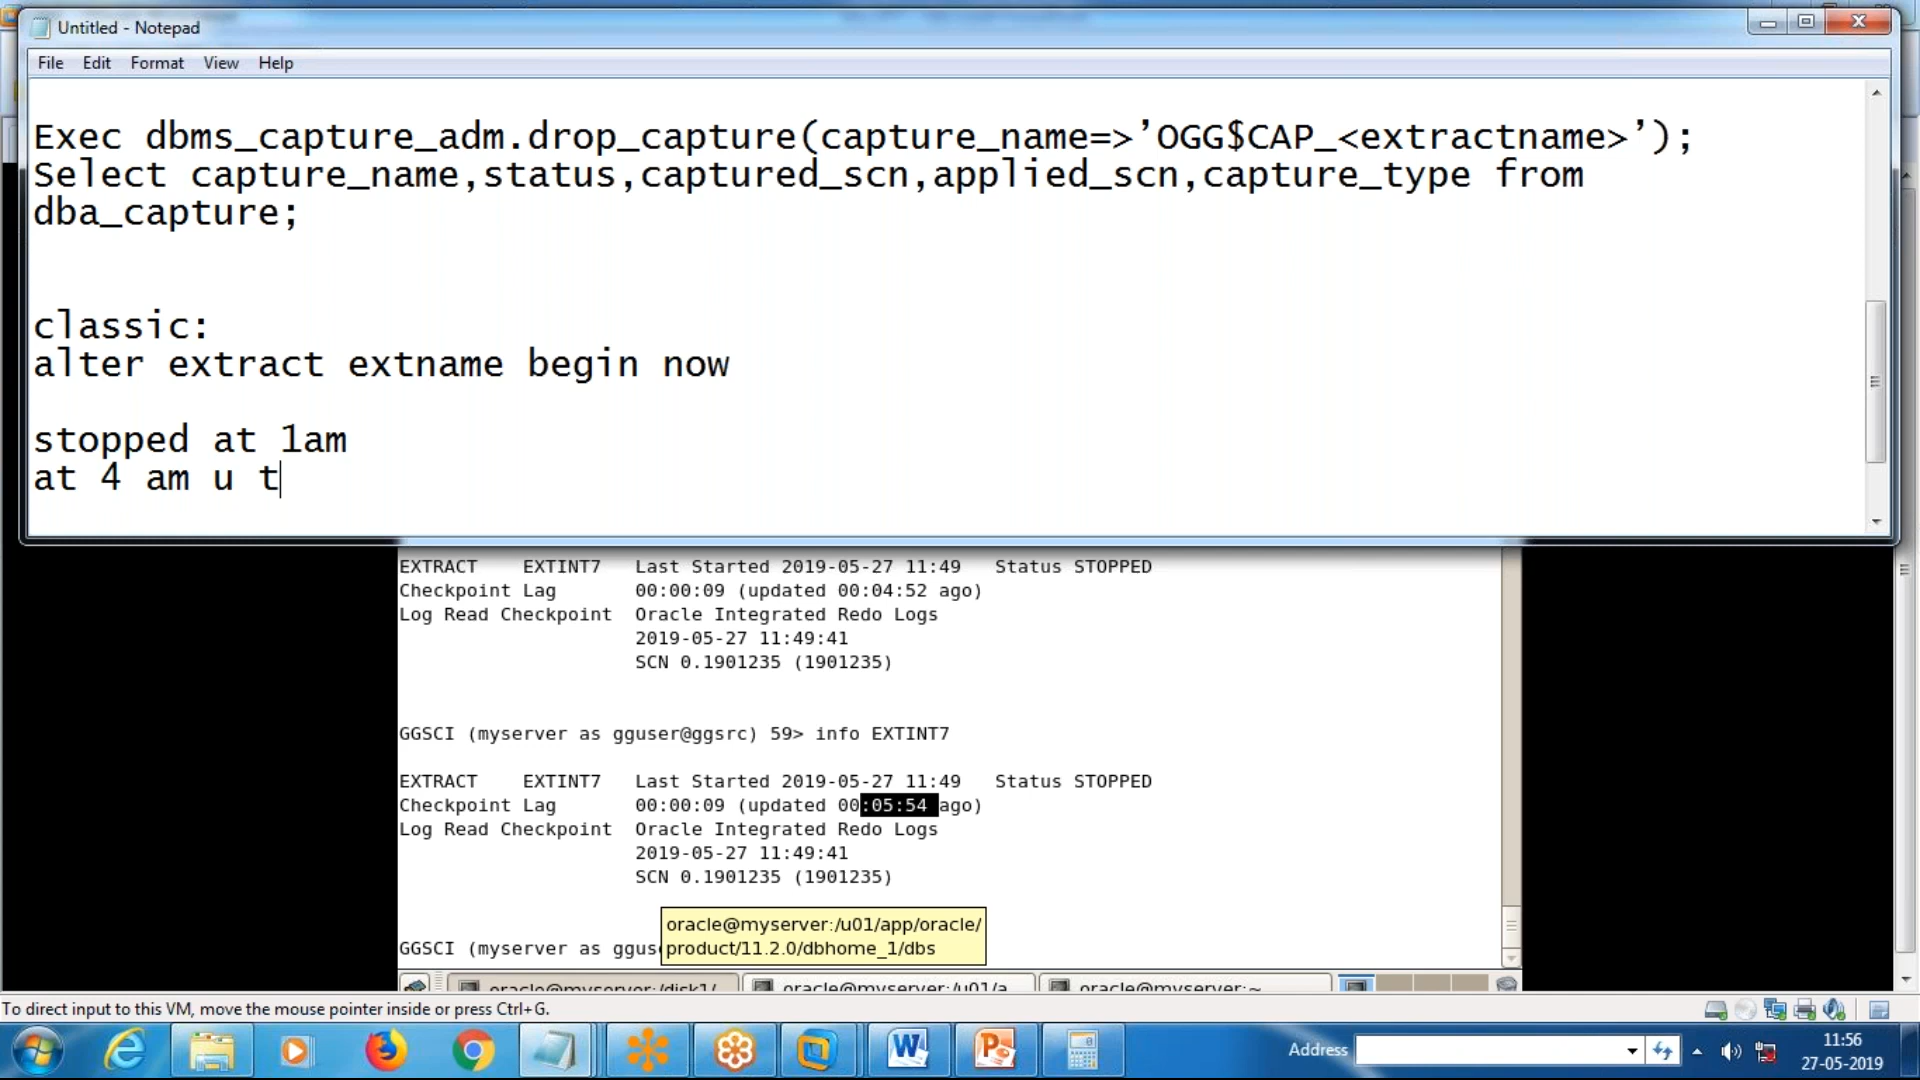 Untitled - Notepad
File Edit Format View Help
Exec dbms_capture_adm.drop_capture(capture_name=>’OGG$CAP_<extractname>’);
Select capture_name,status,captured_scn,applied_scn,capture_type from
dba_capture;
classic:
alter extract extname begin now
stopped at 1am
at 4 am u t
EXTRACT EXTINT7 Last Started 2019-05-27 11:49 Status STOPPED
Checkpoint Lag 00:00:09 (updated 00:04:52 ago)
Log Read Checkpoint Oracle Integrated Redo Logs
2019-05-27 11:49:41
SCN 0.1901235 (1901235)
GGSCI (myserver as gguser@ggsrc) 59> info EXTINT7
EXTRACT EXTINT7 Last Started 2019-05-27 11:49 Status STOPPED
Checkpoint Lag 00:00:09 (updated 00:05:54 ago)
Log Read Checkpoint Oracle Integrated Redo Logs
2019-05-27 11:49:41
SCN 0.1901235 (1901235)
oracle@myserver:/u01/app/oracle/
product/11.2.0/dbhome_1/dbs
GGSCI (myserver as
oracle@myserver:/disk1/ oracle@myserver:/u01/a oracle@myserver:~
To direct input to this VM, move the mouse pointer inside or press Ctrl+G.
Address
11:56
27-05-2019